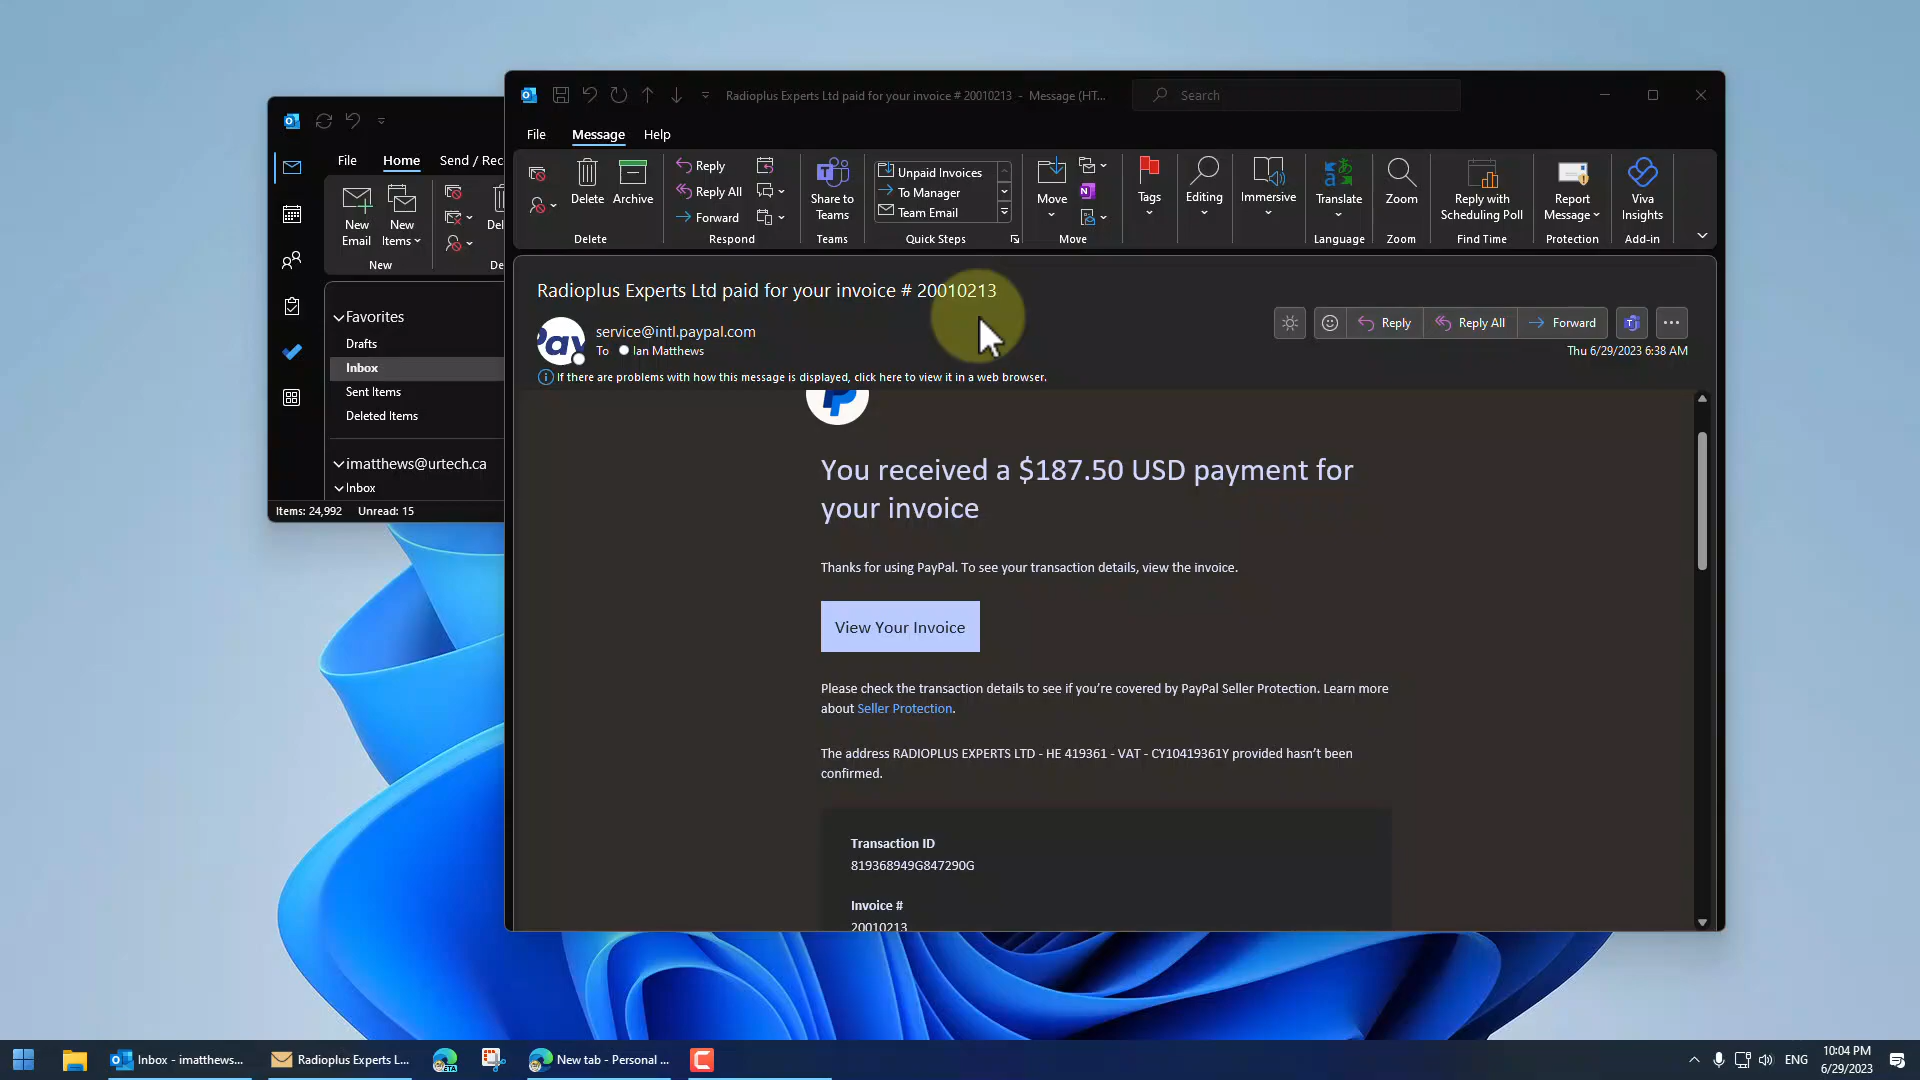 Radioplus Experts Ltd paid for your invoice # 20010213 - Message (HT...
Search
File
Message
Help
Delete
Archive
Delete
Reply
Reply All
Forward
Respond
Share to
Teams
Teams
Unpaid Invoices
To Manager
Team Email
Quick Steps
Move
Move
Tags
Editing
Immersive
Translate
Language
Zoom
Zoom
Reply with
Scheduling Poll
Find Time
Report
Message
Protection
Viva
Insights
Add-in
File
Home
Send / Rec
New
Email
New
Items
New
Del
De
Favorites
Drafts
Inbox
Sent Items
Deleted Items
imatthews@urtech.ca
Inbox
Items: 24,992 Unread: 15
Radioplus Experts Ltd paid for your invoice # 20010213
Pay
service@intl.paypal.com
To Ian Matthews
Reply
Reply All
Forward
Thu 6/29/2023 6:38 AM
If there are problems with how this message is displayed, click here to view it in a web browser.
You received a $187.50 USD payment for
your invoice
Thanks for using PayPal. To see your transaction details, view the invoice.
View Your Invoice
Please check the transaction details to see if you’re covered by PayPal Seller Protection. Learn more
about Seller Protection.
The address RADIOPLUS EXPERTS LTD - HE 419361 - VAT - CY10419361Y provided hasn’t been
confirmed.
Transaction ID
819368949G847290G
Invoice #
20010213
Inbox - imatthews...
Radioplus Experts L...
BETA
New tab - Personal ...
ENG
10:04 PM
6/29/2023